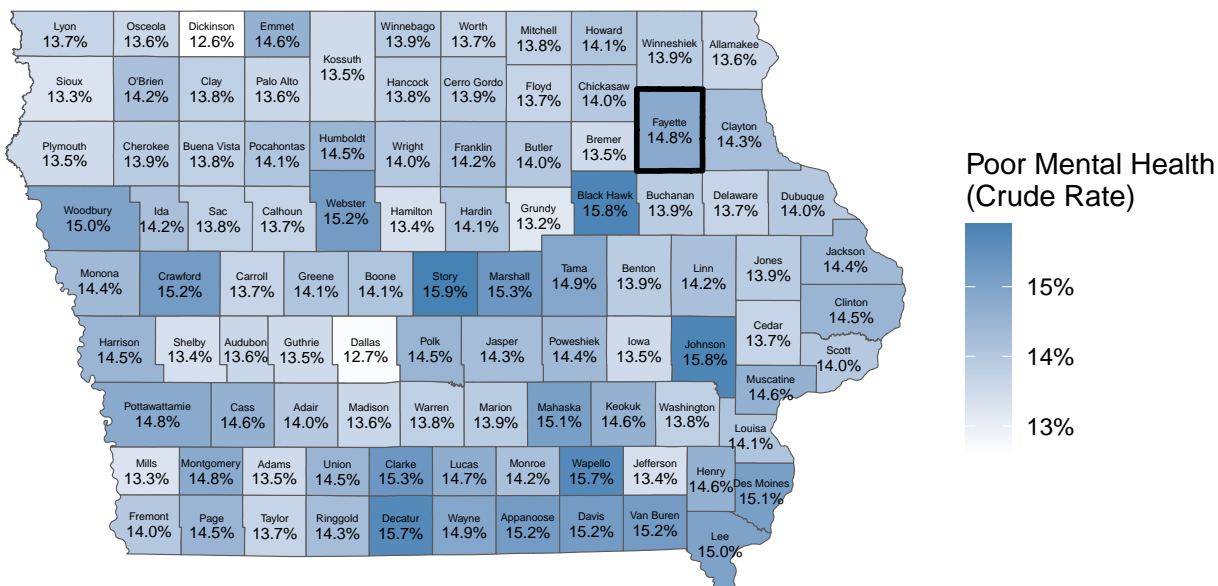 Lyon
13.7%
Osceola
13.6%
Dickinson
12.6%
Emmet
14.6%
Kossuth
13.5%
Winnebago
13.9%
Worth
13.7%
Mitchell
13.8%
Howard
14.1%
Winneshiek
13.9%
Allamakee
13.6%
Sioux
13.3%
O'Brien
14.2%
Clay
13.8%
Palo Alto
13.6%
Hancock
13.8%
Cerro Gordo
13.9%
Floyd
13.7%
Chickasaw
14.0%
Fayette
14.8%
Clayton
14.3%
Plymouth
13.5%
Cherokee
13.9%
Buena Vista
13.8%
Pocahontas
14.1%
Humboldt
14.5%
Wright
14.0%
Franklin
14.2%
Butler
14.0%
Bremer
13.5%
Woodbury
15.0%
Ida
14.2%
Sac
13.8%
Calhoun
13.7%
Webster
15.2%
Hamilton
13.4%
Hardin
14.1%
Grundy
13.2%
Black Hawk
15.8%
Buchanan
13.9%
Delaware
13.7%
Dubuque
14.0%
Monona
14.4%
Crawford
15.2%
Carroll
13.7%
Greene
14.1%
Boone
14.1%
Story
15.9%
Marshall
15.3%
Tama
14.9%
Benton
13.9%
Linn
14.2%
Jones
13.9%
Jackson
14.4%
Clinton
14.5%
Harrison
14.5%
Shelby
13.4%
Audubon
13.6%
Guthrie
13.5%
Dallas
12.7%
Polk
14.5%
Jasper
14.3%
Poweshiek
14.4%
Iowa
13.5%
Johnson
15.8%
Cedar
13.7%
Scott
14.0%
Muscatine
14.6%
Pottawattamie
14.8%
Cass
14.6%
Adair
14.0%
Madison
13.6%
Warren
13.8%
Marion
13.9%
Mahaska
15.1%
Keokuk
14.6%
Washington
13.8%
Louisa
14.1%
Mills
13.3%
Montgomery
14.8%
Adams
13.5%
Union
14.5%
Clarke
15.3%
Lucas
14.7%
Monroe
14.2%
Wapello
15.7%
Jefferson
13.4%
Henry
14.6%
Des Moines
15.1%
Fremont
14.0%
Page
14.5%
Taylor
13.7%
Ringgold
14.3%
Decatur
15.7%
Wayne
14.9%
Appanoose
15.2%
Davis
15.2%
Van Buren
15.2%
Lee
15.0%
Poor Mental Health
(Crude Rate)
15%
14%
13%